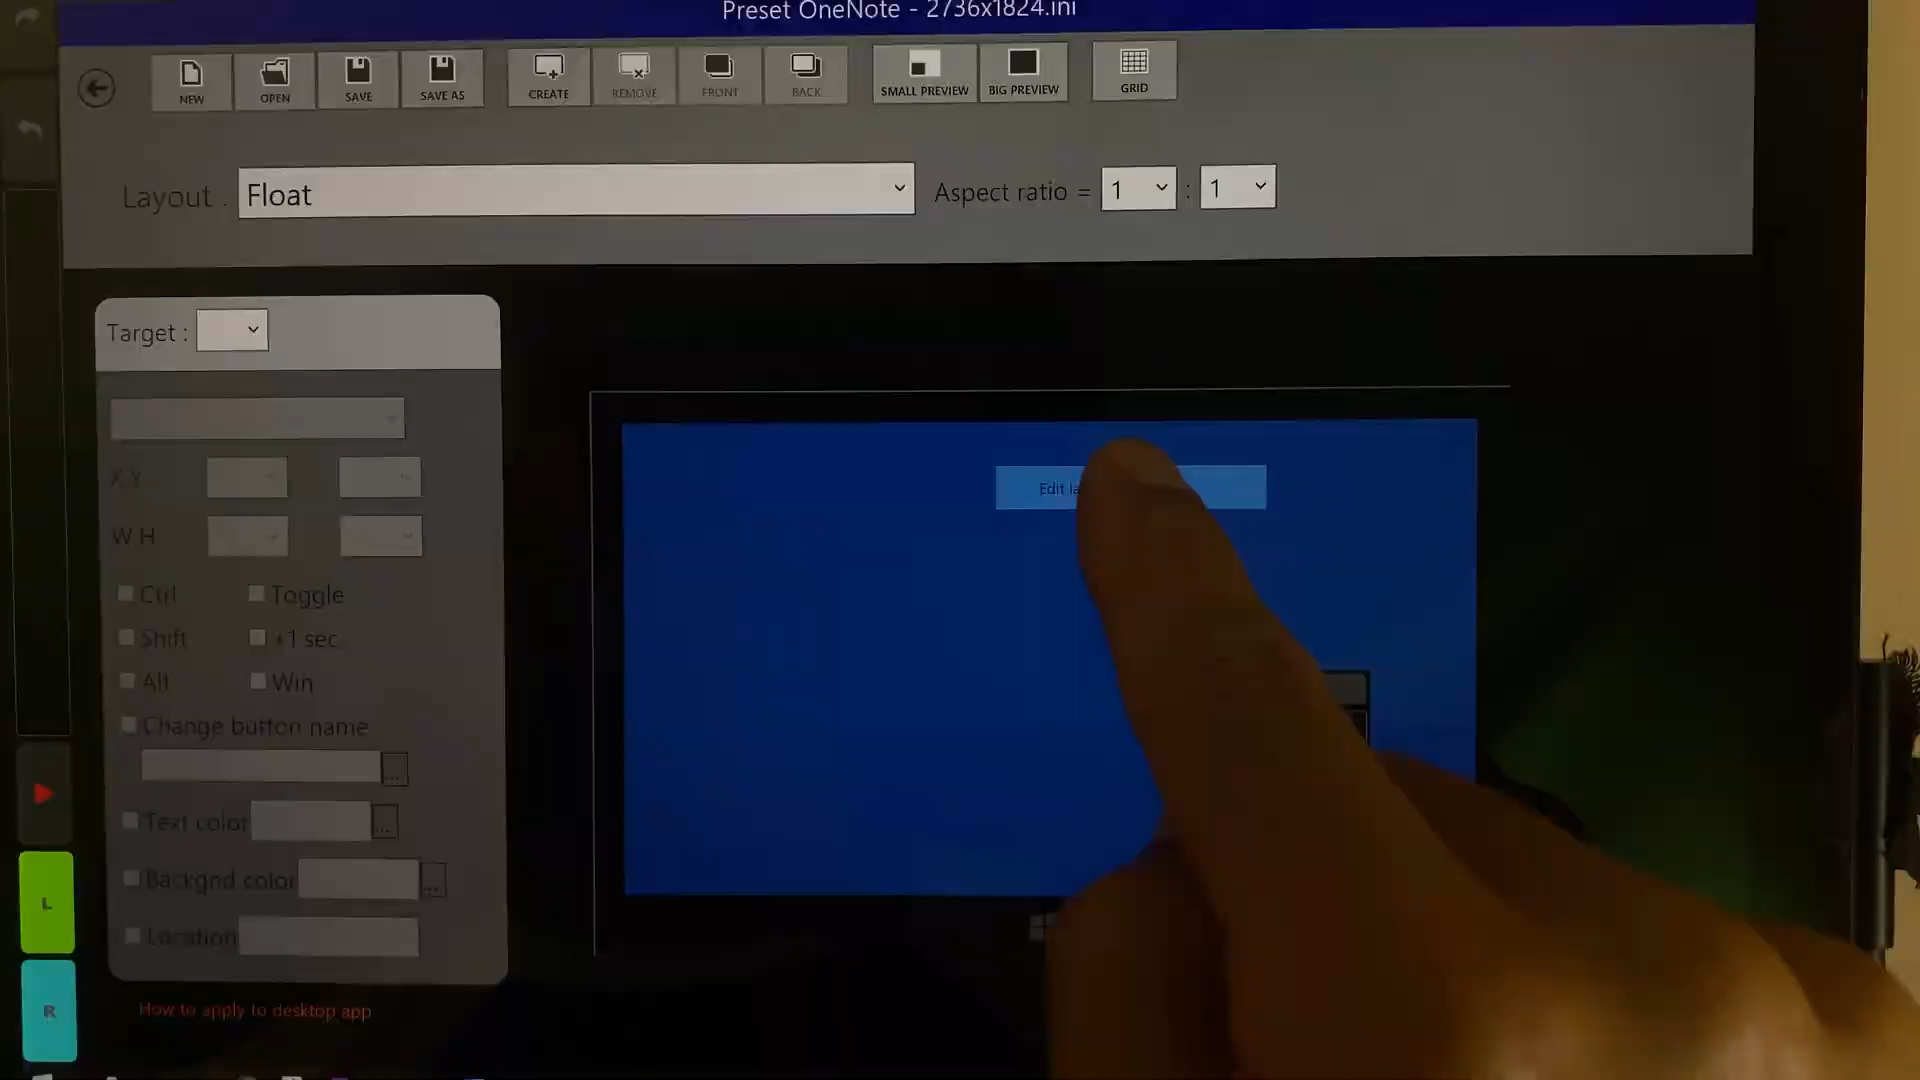 Preset OneNote - 2736x1824.ini
NEW OPEN SAVE SAVE AS CREATE REMOVE FRONT BACK SMALL PREVIEW BIG PREVIEW GRID
Layout : Float Aspect ratio = 1 : 1
Target :
Edit
X,Y
W H
Ctrl Toggle
Shift +1 sec
Alt Win
Change button name
...
Text color ...
Backgnd color ...
L
Location
R
How to apply to desktop app